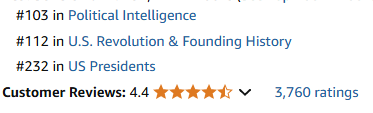 #103 in Political Intelligence
#112 in U.S. Revolution & Founding History
#232 in US Presidents
Customer Reviews: 4.4 3,760 ratings